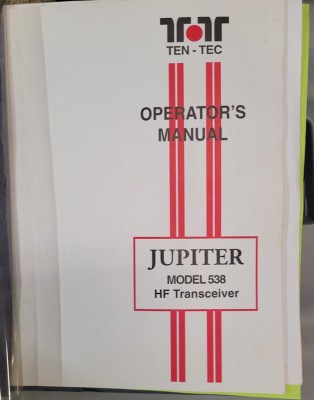 TEN - TEC
OPERATOR'S
MANUAL
JUPITER
MODEL 538
HF Transceiver